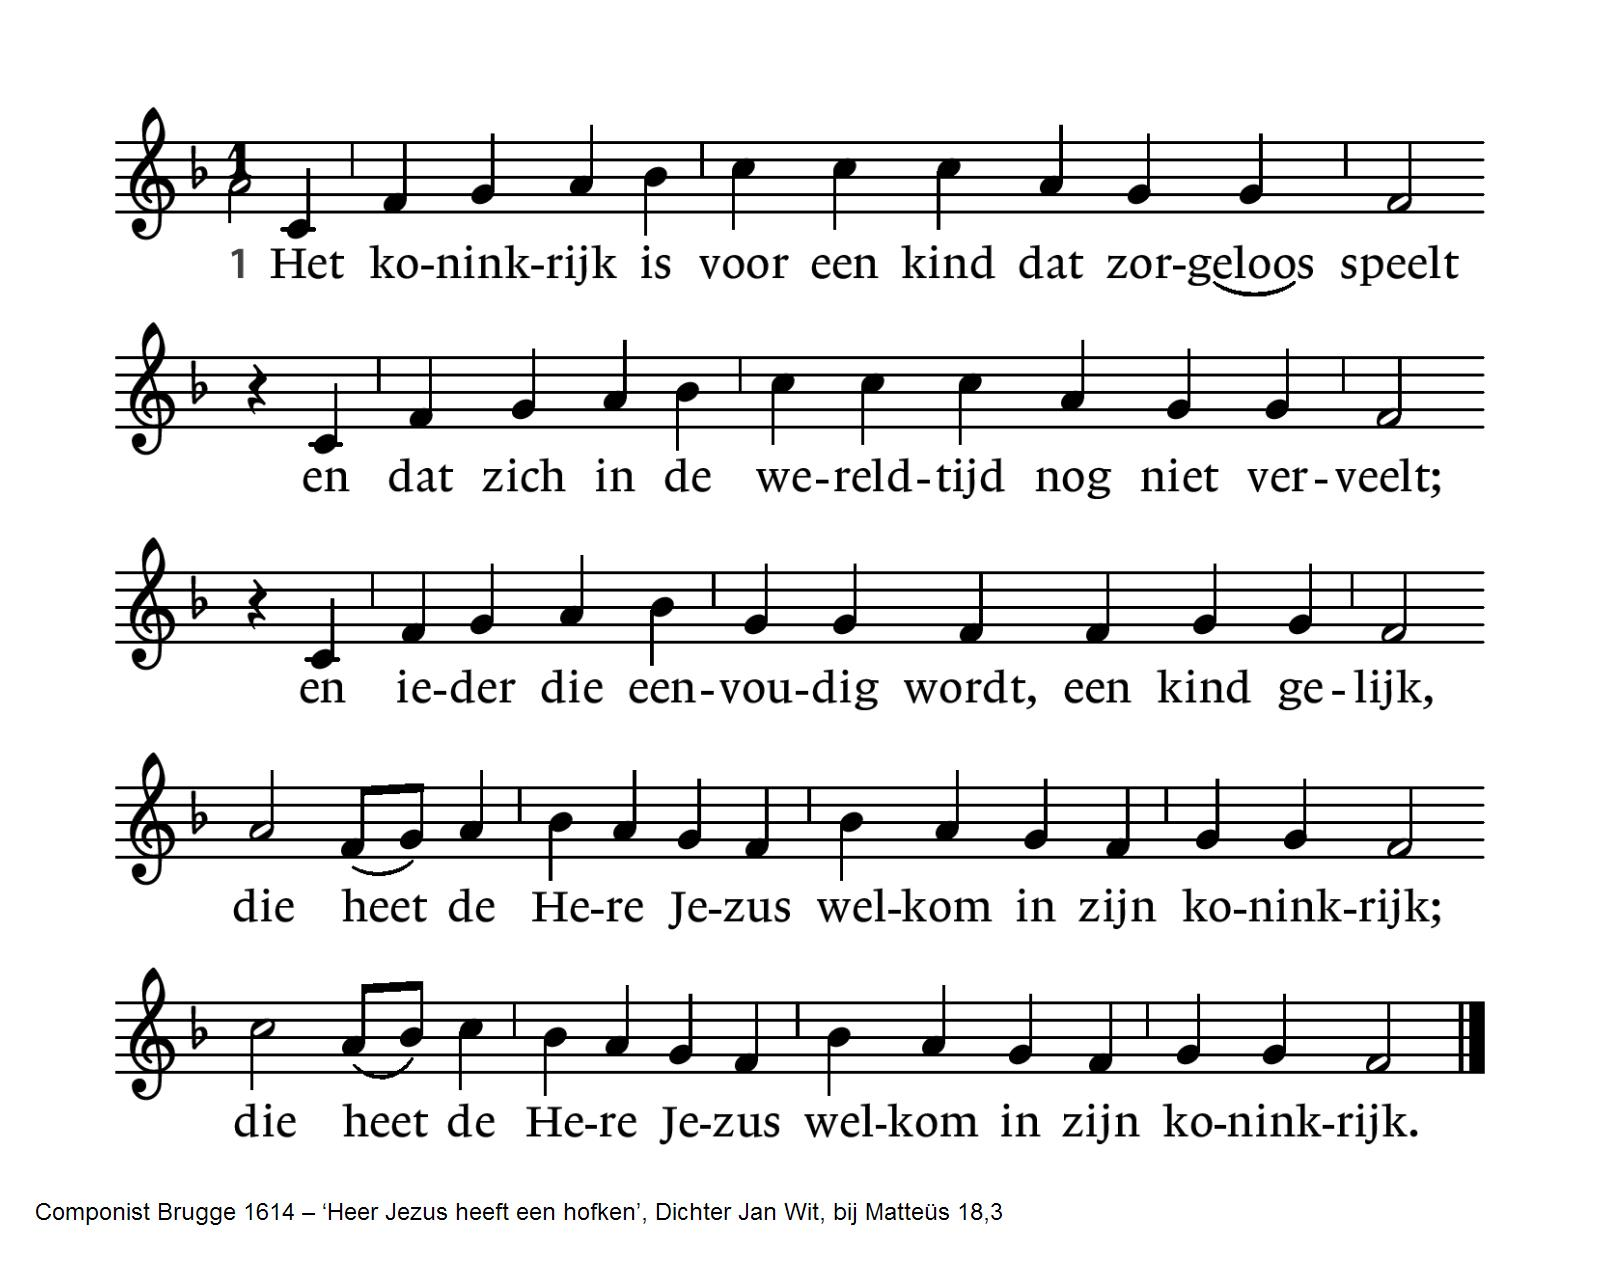 1 Het ko-nink-rijk is voor een kind dat zor-geloos speelt
en dat zich in de we-reld-tijd nog niet ver-veelt;
en ie-der die een-vou-dig wordt, een kind ge-lijk,
die heet de He-re Je-zus wel-kom in zijn ko-nink-rijk;
die heet de He-re Je-zus wel-kom in zijn ko-nink-rijk.
Componist Brugge 1614 – ‘Heer Jezus heeft een hofken’, Dichter Jan Wit, bij Matteüs 18,3